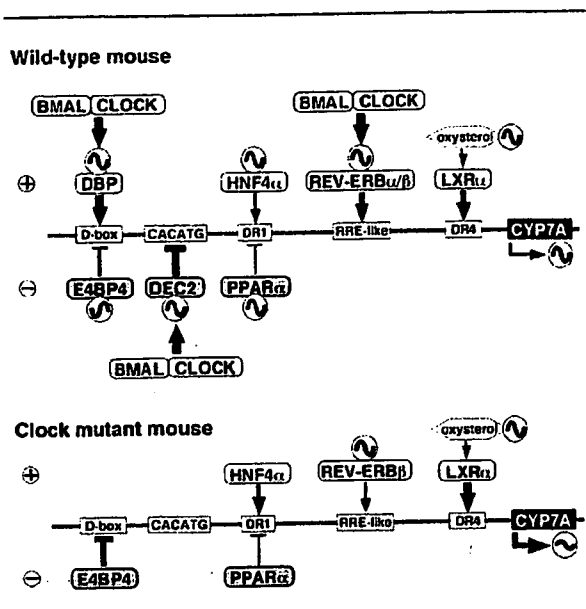 Wild-type mouse
BMAL CLOCK BMAL CLOCK
oxysterol
⊕ DBP HNF4α REV-ERBα/β LXRα
D-box CACATG DR1 RRE-like DR4 CYP7A
⊖ E4BP4 DEC2 PPARα
BMAL CLOCK
Clock mutant mouse
oxysterol
⊕ HNF4α REV-ERBβ LXRα
D-box CACATG DR1 RRE-like DR4 CYP7A
⊖ E4BP4 PPARα